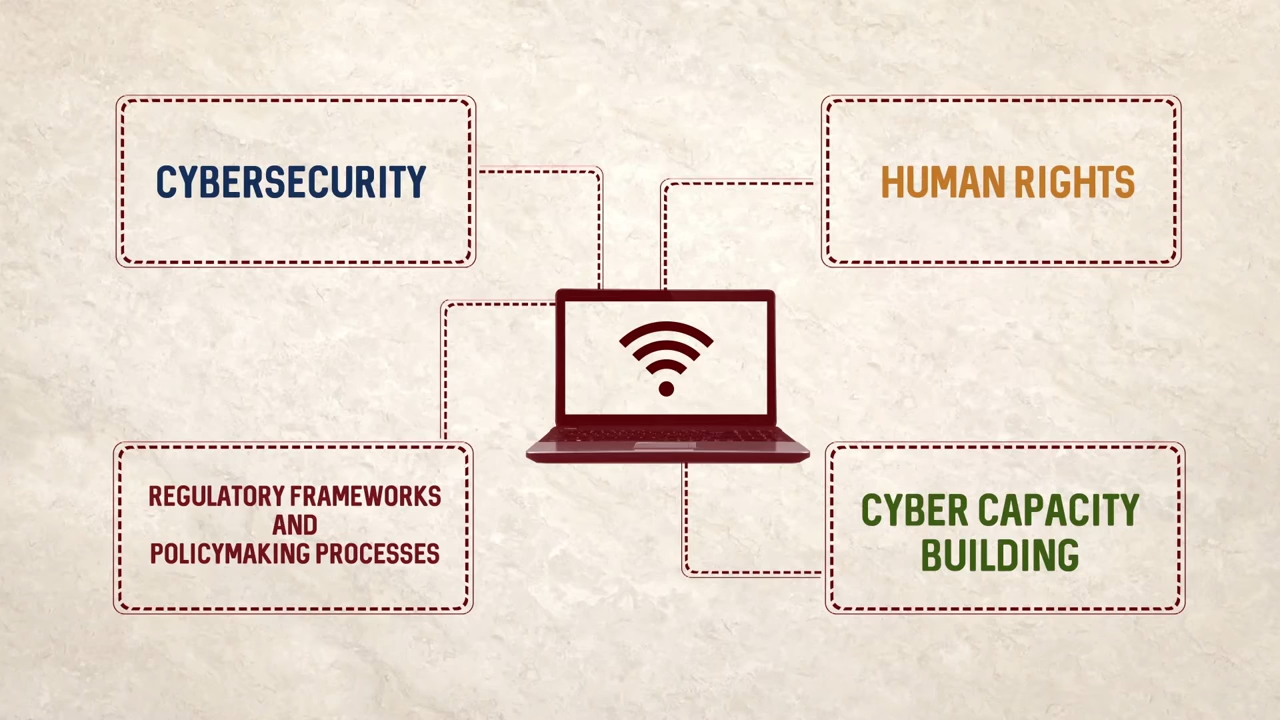 CYBERSECURITY
HUMAN RIGHTS
REGULATORY FRAMEWORKS
AND
POLICYMAKING PROCESSES
CYBER CAPACITY
BUILDING